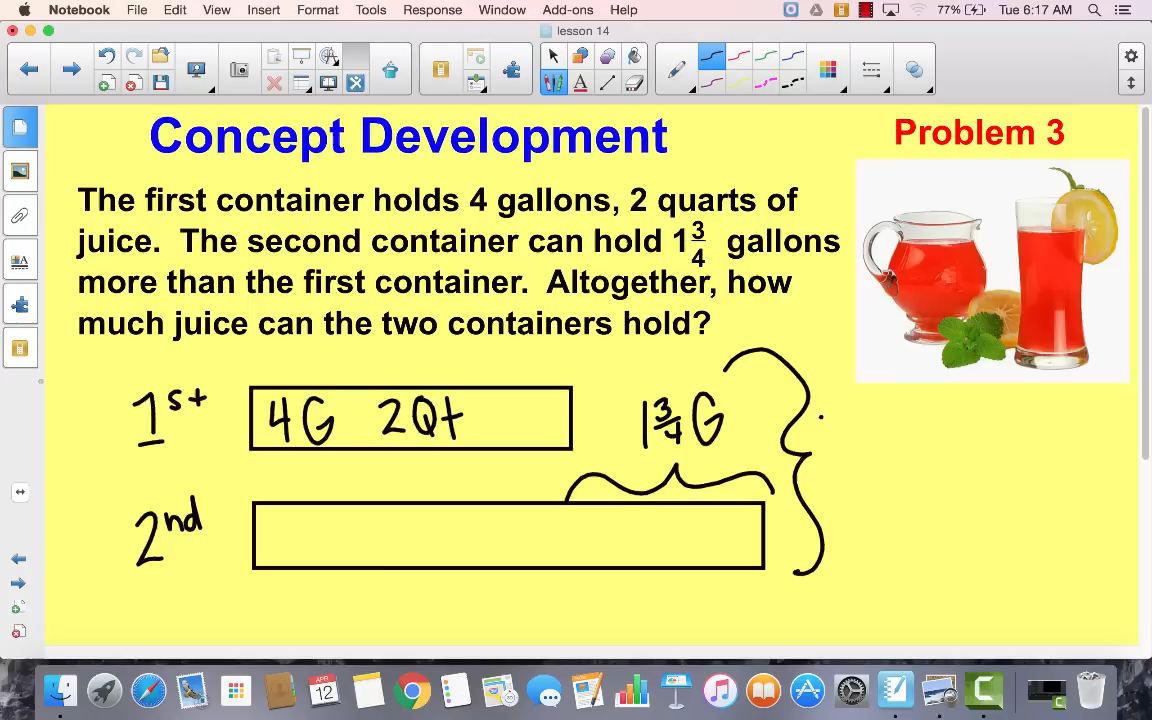 Notebook File Edit View Insert Format Tools Response Window Add-ons Help 77% Tue 6:17 AM
lesson 14
Concept Development
Problem 3
The first container holds 4 gallons, 2 quarts of
juice. The second container can hold 1 3/4 gallons
more than the first container. Altogether, how
much juice can the two containers hold?
1st 4G 2Qt 1 3/4 G
2nd
APR
12